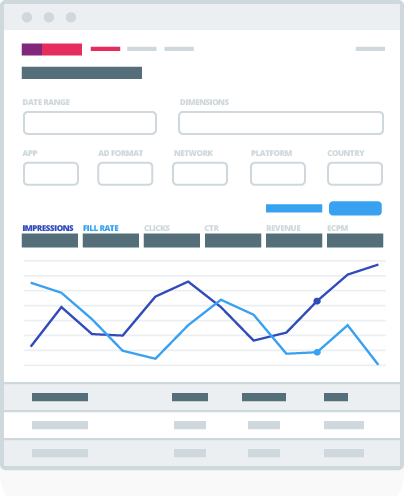 DATE RANGE DIMENSIONS
APP AD FORMAT NETWORK PLATFORM COUNTRY
IMPRESSIONS FILL RATE CLICKS CTR REVENUE ECPM